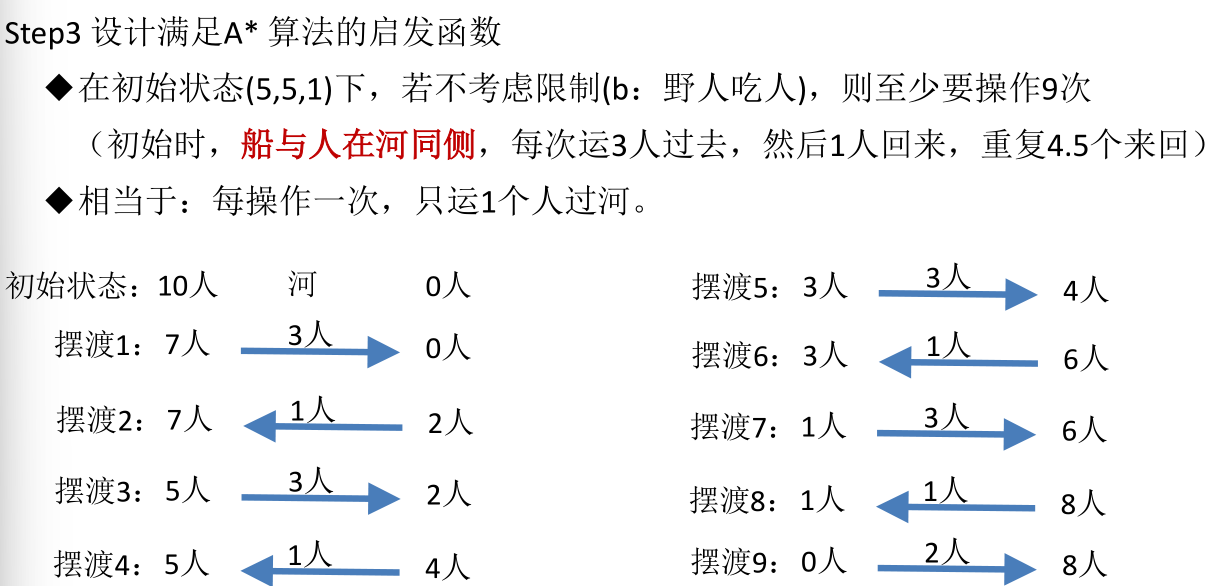 Step3 设计满足A* 算法的启发函数
◆在初始状态(5,5,1)下，若不考虑限制(b：野人吃人)，则至少要操作9次
（初始时，船与人在河同侧，每次运3人过去，然后1人回来，重复4.5个来回）
◆相当于：每操作一次，只运1个人过河。
初始状态：10人 河 0人
摆渡1：7人 3人 0人
摆渡2：7人 1人 2人
摆渡3：5人 3人 2人
摆渡4：5人 1人 4人
摆渡5：3人 3人 4人
摆渡6：3人 1人 6人
摆渡7：1人 3人 6人
摆渡8：1人 1人 8人
摆渡9：0人 2人 8人